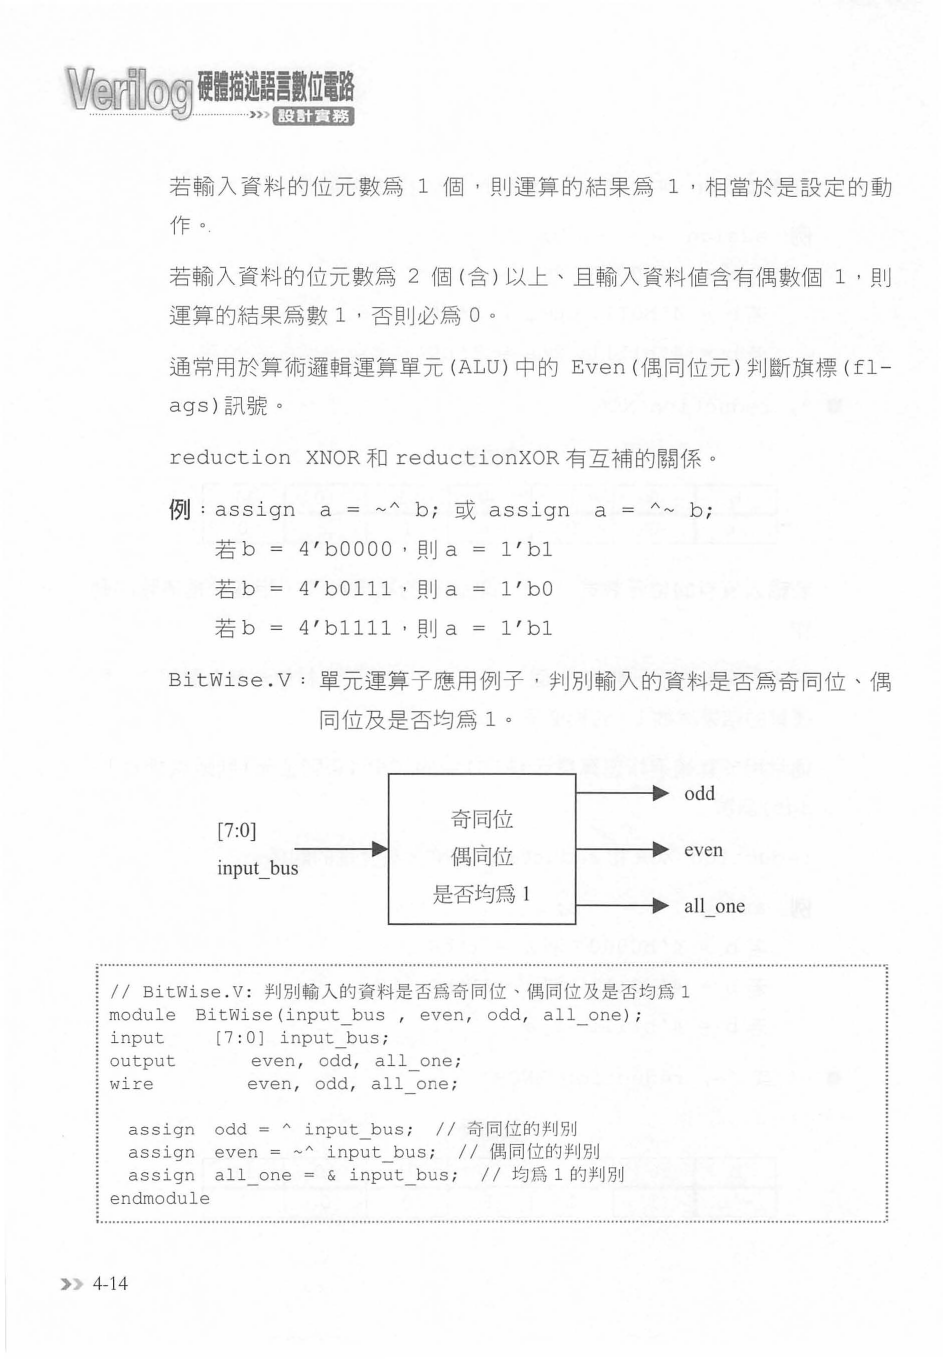 Verilog 硬體描述語言數位電路
設計實務
若輸入資料的位元數為 1 個，則運算的結果為 1，相當於是設定的動
作。
若輸入資料的位元數為 2 個(含)以上、且輸入資料值含有偶數個 1，則
運算的結果為數 1，否則必為 0。
通常用於算術邏輯運算單元(ALU)中的 Even(偶同位元)判斷旗標(fl-
ags)訊號。
reduction XNOR 和 reductionXOR 有互補的關係。
例：assign a = ~^ b; 或 assign a = ^~ b;
若 b = 4'b0000，則 a = 1'b1
若 b = 4'b0111，則 a = 1'b0
若 b = 4'b1111，則 a = 1'b1
BitWise.V：單元運算子應用例子，判別輸入的資料是否為奇同位、偶
同位及是否均為 1。
[7:0]
input_bus
奇同位
偶同位
是否均為 1
odd
even
all_one
// BitWise.V: 判別輸入的資料是否為奇同位、偶同位及是否均為 1
module BitWise(input_bus , even, odd, all_one);
input [7:0] input_bus;
output even, odd, all_one;
wire even, odd, all_one;
assign odd = ^ input_bus; // 奇同位的判別
assign even = ~^ input_bus; // 偶同位的判別
assign all_one = & input_bus; // 均為 1 的判別
endmodule
4-14